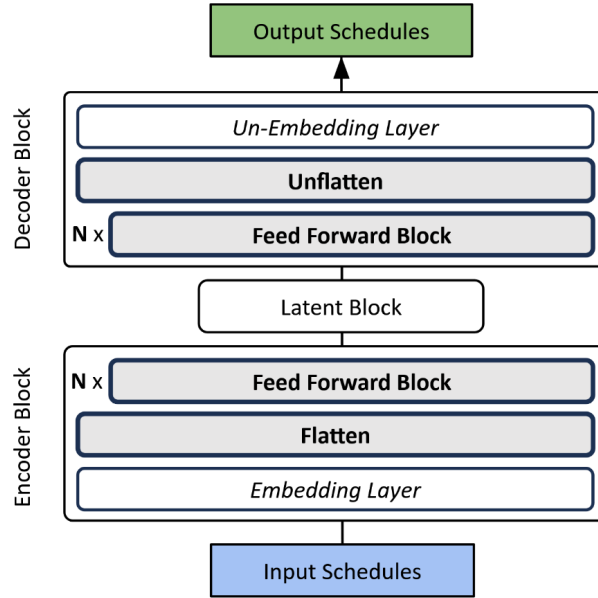 Output Schedules
Decoder Block
Un-Embedding Layer
Unflatten
N x
Feed Forward Block
Latent Block
Encoder Block
N x
Feed Forward Block
Flatten
Embedding Layer
Input Schedules